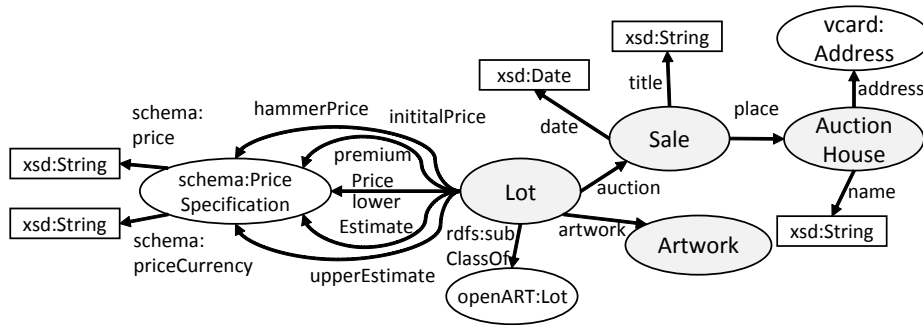 vcard:
Address
xsd:String
xsd:Date
title
address
schema:
price
hammerPrice
inititalPrice
date
place
Sale
Auction
House
premium
xsd:String
schema:Price
Specification
Price
lower
Estimate
Lot
auction
name
xsd:String
schema:
priceCurrency
upperEstimate
rdfs:sub
ClassOf
artwork
Artwork
xsd:String
openART:Lot